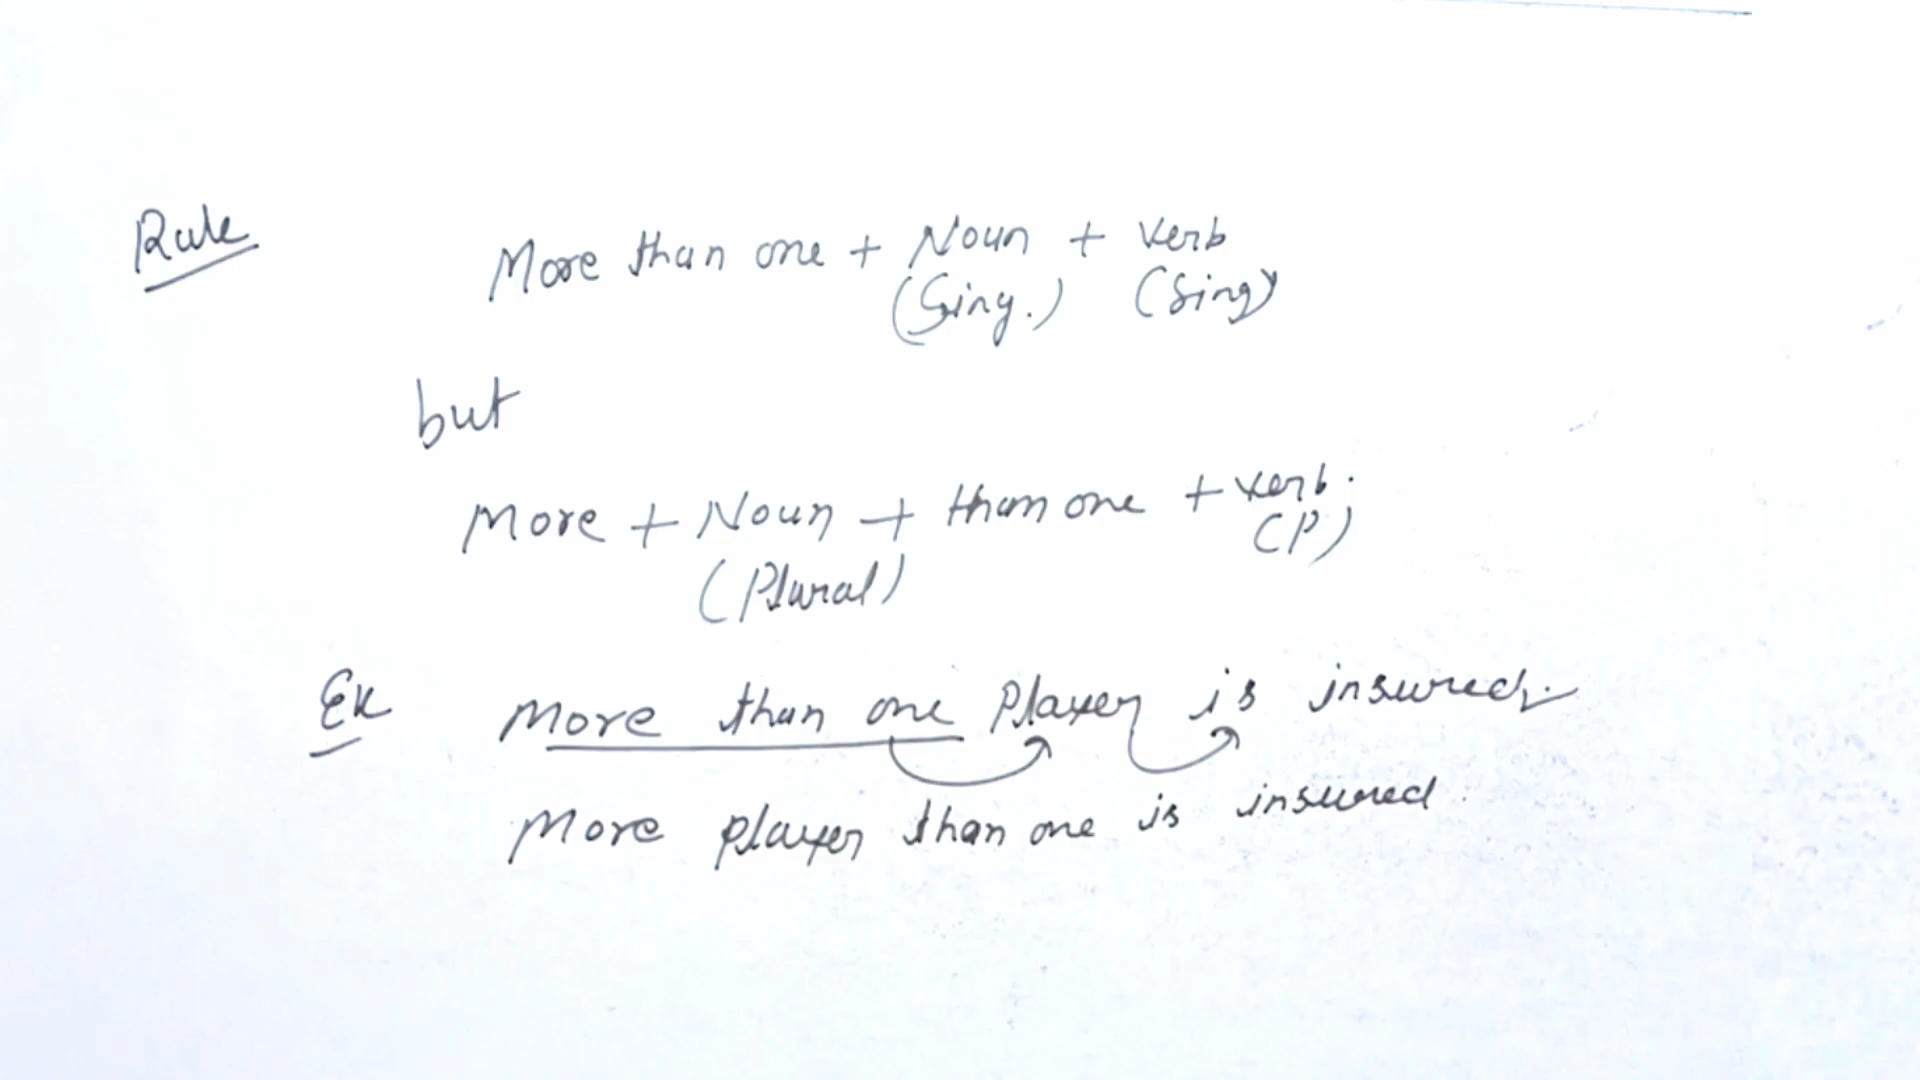 Rule
More than one + Noun + Verb
(Sing.) (Sing)
but
More + Noun + than one + verb.
(Plural) (P)
Ex More than one player is insured.
More player than one is insured